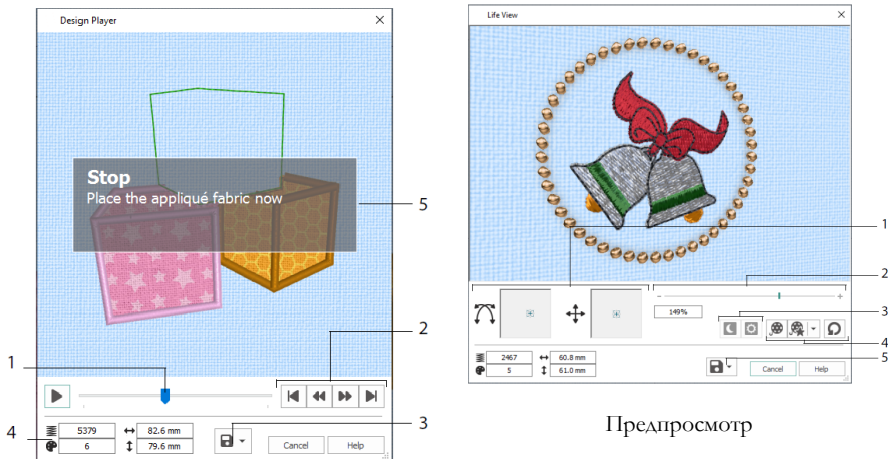 Design Player
Stop
Place the appliqué fabric now
5
2
1
3
4
5379
82.6 mm
6
79.6 mm
Cancel
Help
Life View
1
2
149%
3
4
5
2467
60.8 mm
5
61.0 mm
Cancel
Help
Предпросмотр